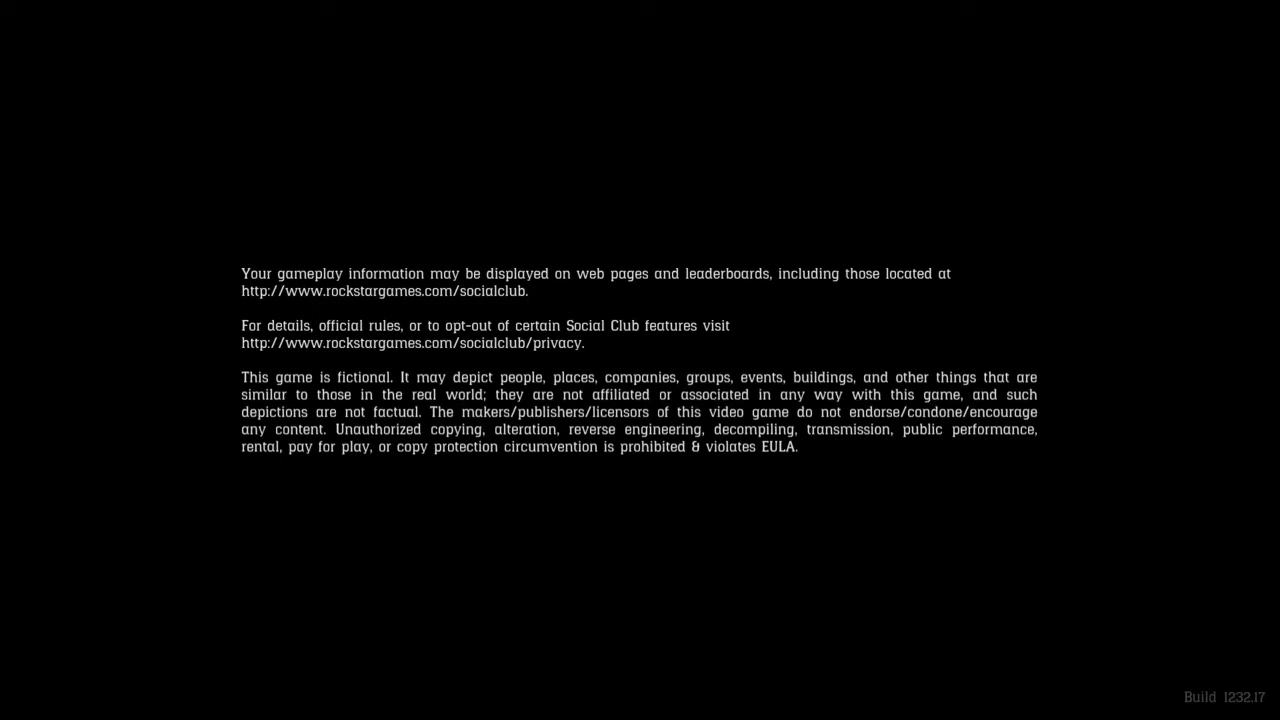 Your gameplay information may be displayed on web pages and leaderboards, including those located at
http://www.rockstargames.com/socialclub.
For details, official rules, or to opt-out of certain Social Club features visit
http://www.rockstargames.com/socialclub/privacy.
This game is fictional. It may depict people, places, companies, groups, events, buildings, and other things that are
similar to those in the real world; they are not affiliated or associated in any way with this game, and such
depictions are not factual. The makers/publishers/licensors of this video game do not endorse/condone/encourage
any content. Unauthorized copying, alteration, reverse engineering, decompiling, transmission, public performance,
rental, pay for play, or copy protection circumvention is prohibited & violates EULA.
Build 1232.17